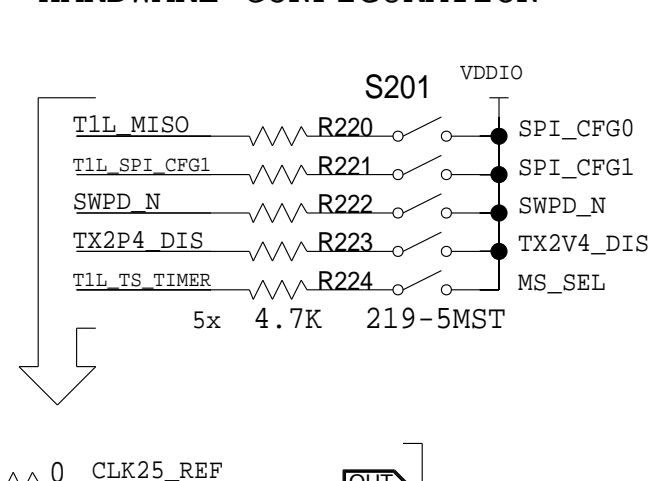 HARDWARE CONFIGURATION
S201 VDDIO
T1L_MISO R220 SPI_CFG0
T1L_SPI_CFG1 R221 SPI_CFG1
SWPD_N R222 SWPD_N
TX2P4_DIS R223 TX2V4_DIS
T1L_TS_TIMER R224 MS_SEL
5x 4.7K 219-5MST
0 CLK25_REF OUT